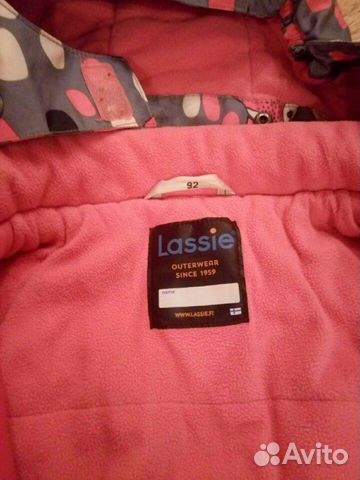 92
Lassie
OUTERWEAR
SINCE 1959
name
WWW.LASSIE.FI
Avito